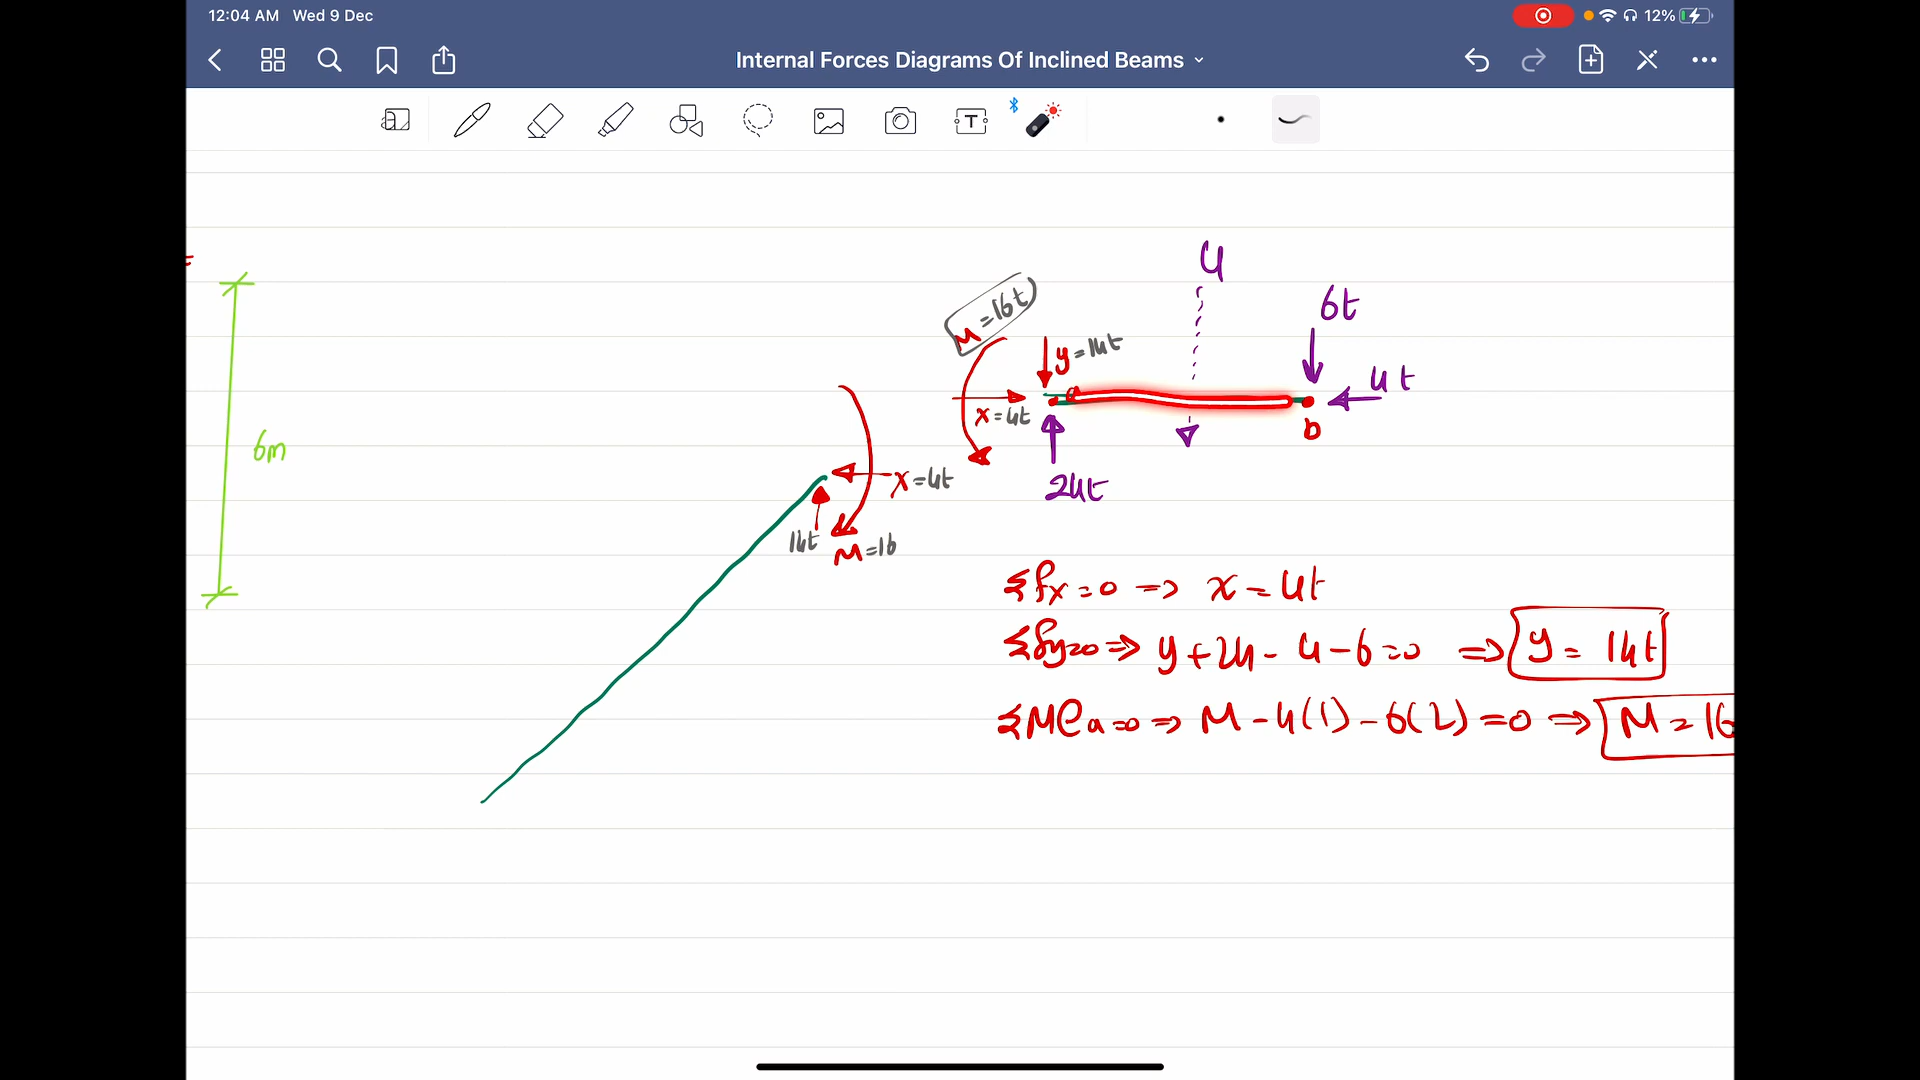 12:04 AM Wed 9 Dec
12%
Internal Forces Diagrams Of Inclined Beams
T
6m
4
6t
M=16t
y=14t
4t
a
x=4t
b
24t
x=4t
14t
M=16
Σfx=0 => x=4t
Σfy=0 => y+24-4-6=0 => y= 14t
ΣM@a=0 => M-4(1)-6(2)=0 => M=16